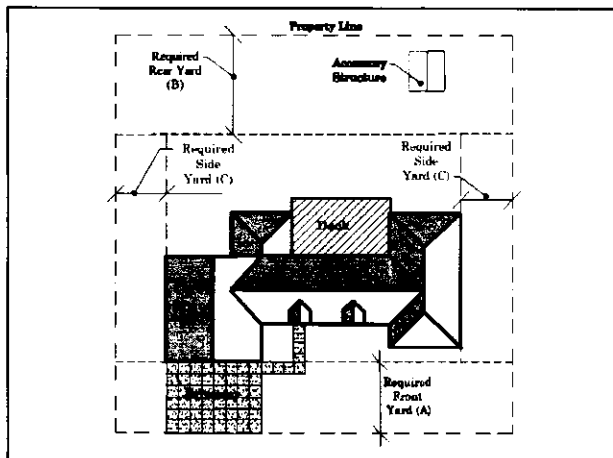 Property Line
Required
Rear Yard
(B)
Accessory
Structure
Required
Side
Yard (C)
Required
Side
Yard (C)
Deck
Required
Front
Yard (A)